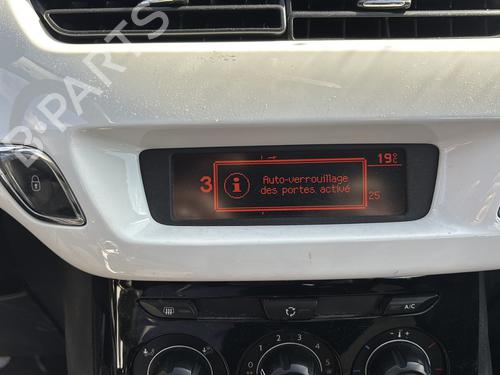 19°C
3
Auto-verrouillage
des portes activé
25
A/C
B-PARTS